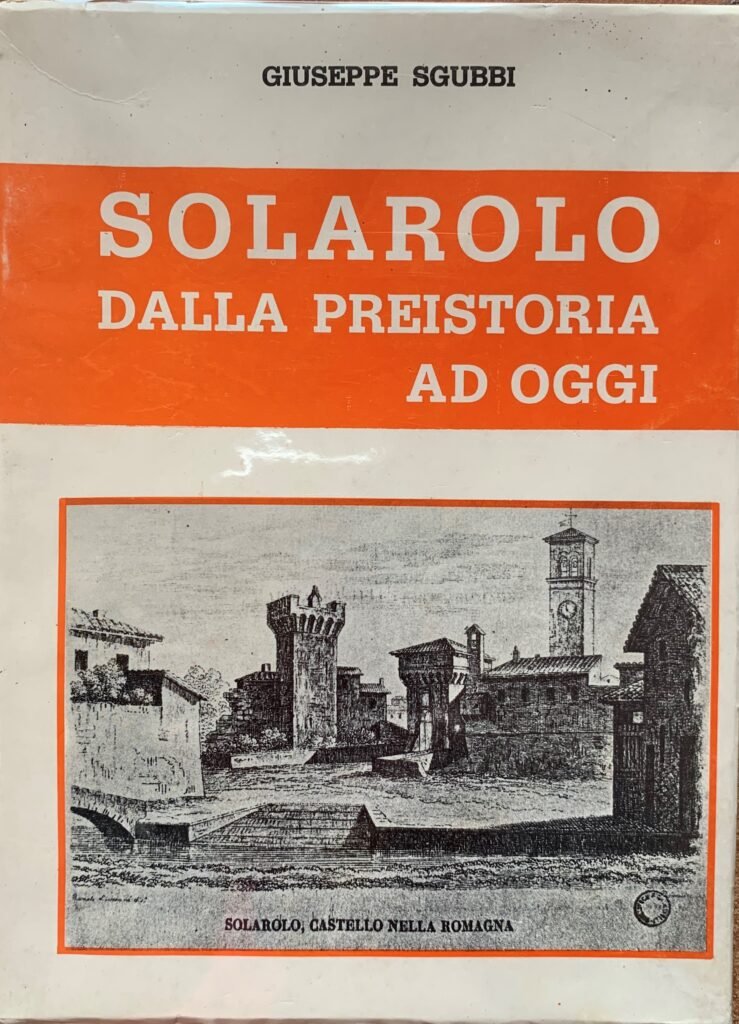 GIUSEPPE SGUBBI
SOLAROLO
DALLA PREISTORIA
AD OGGI
SOLAROLO, CASTELLO NELLA ROMAGNA